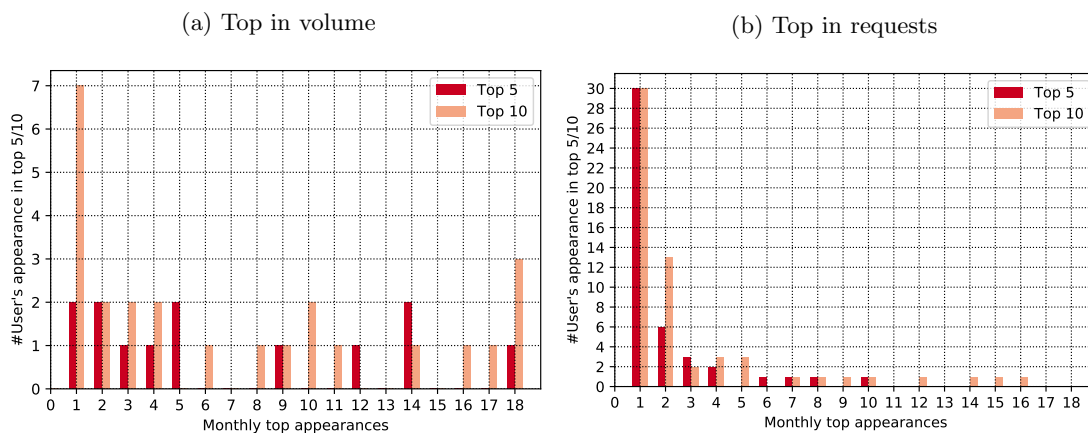 (a) Top in volume
#User's appearance in top 5/10
7
6
5
4
3
2
1
0
Top 5
Top 10
0 1 2 3 4 5 6 7 8 9 10 11 12 13 14 15 16 17 18
Monthly top appearances
(b) Top in requests
#User's appearance in top 5/10
30
28
26
24
22
20
18
16
14
12
10
8
6
4
2
0
Top 5
Top 10
0 1 2 3 4 5 6 7 8 9 10 11 12 13 14 15 16 17 18
Monthly top appearances